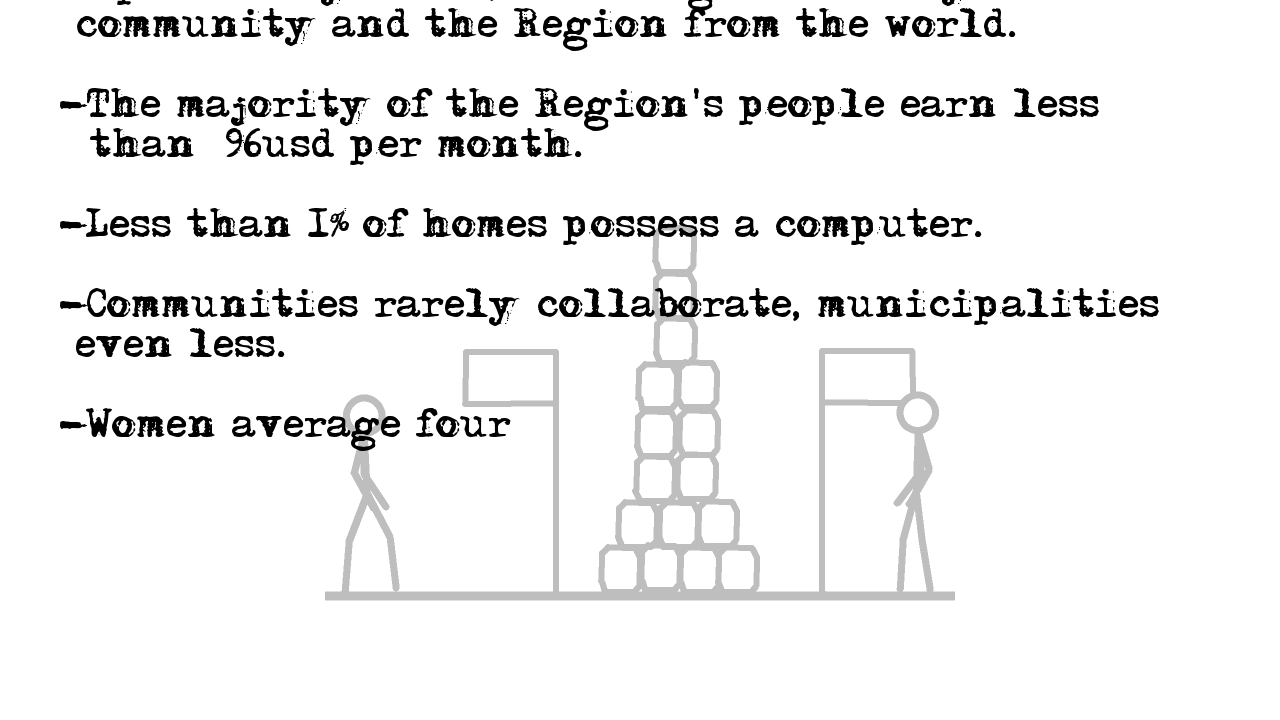 community and the Region from the world.
-The majority of the Region's people earn less
than 96usd per month.
-Less than 1% of homes possess a computer.
-Communities rarely collaborate, municipalities
even less.
-Women average four